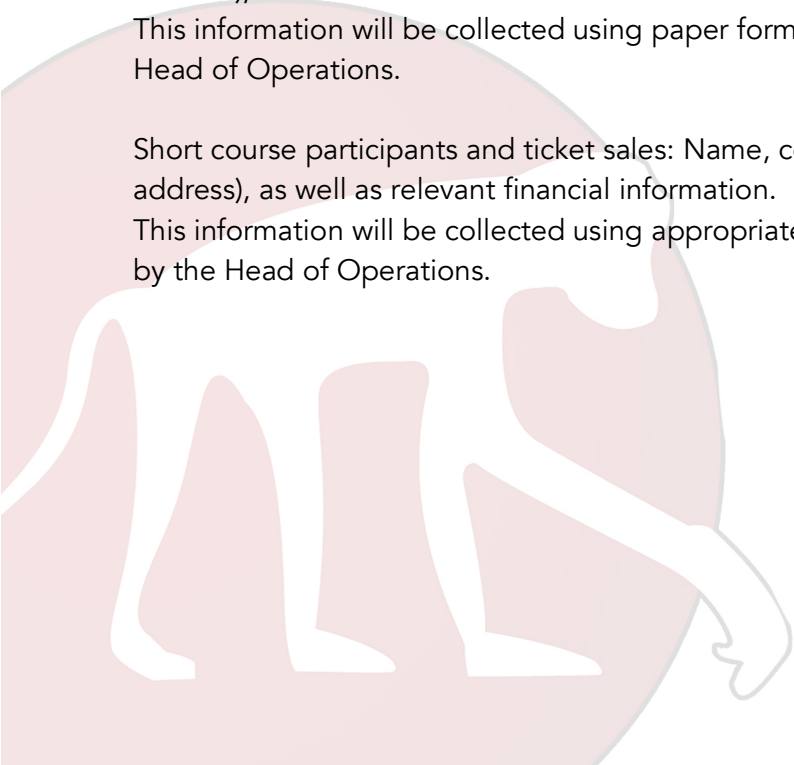 This information will be collected using paper form
Head of Operations.
Short course participants and ticket sales: Name, c
address), as well as relevant financial information.
This information will be collected using appropriate
by the Head of Operations.